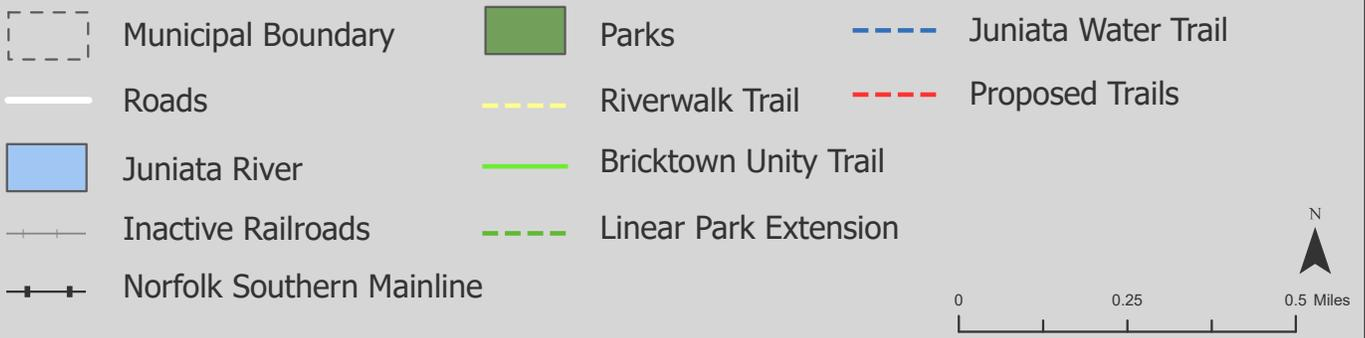 Municipal Boundary
Roads
Juniata River
Inactive Railroads
Norfolk Southern Mainline
Parks
Riverwalk Trail
Bricktown Unity Trail
Linear Park Extension
Juniata Water Trail
Proposed Trails
N
0 0.25 0.5 Miles